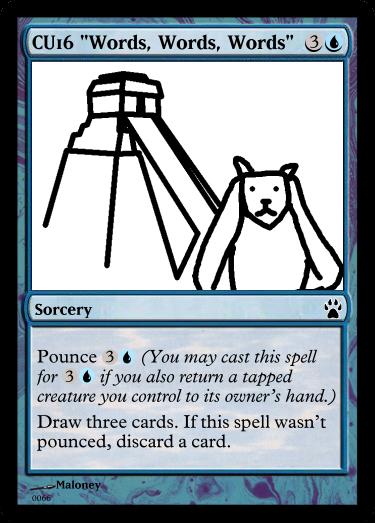 CU16 "Words, Words, Words" 3
Sorcery
Pounce 3 (You may cast this spell
for 3 if you also return a tapped
creature you control to its owner's hand.)
Draw three cards. If this spell wasn't
pounced, discard a card.
Maloney
0066